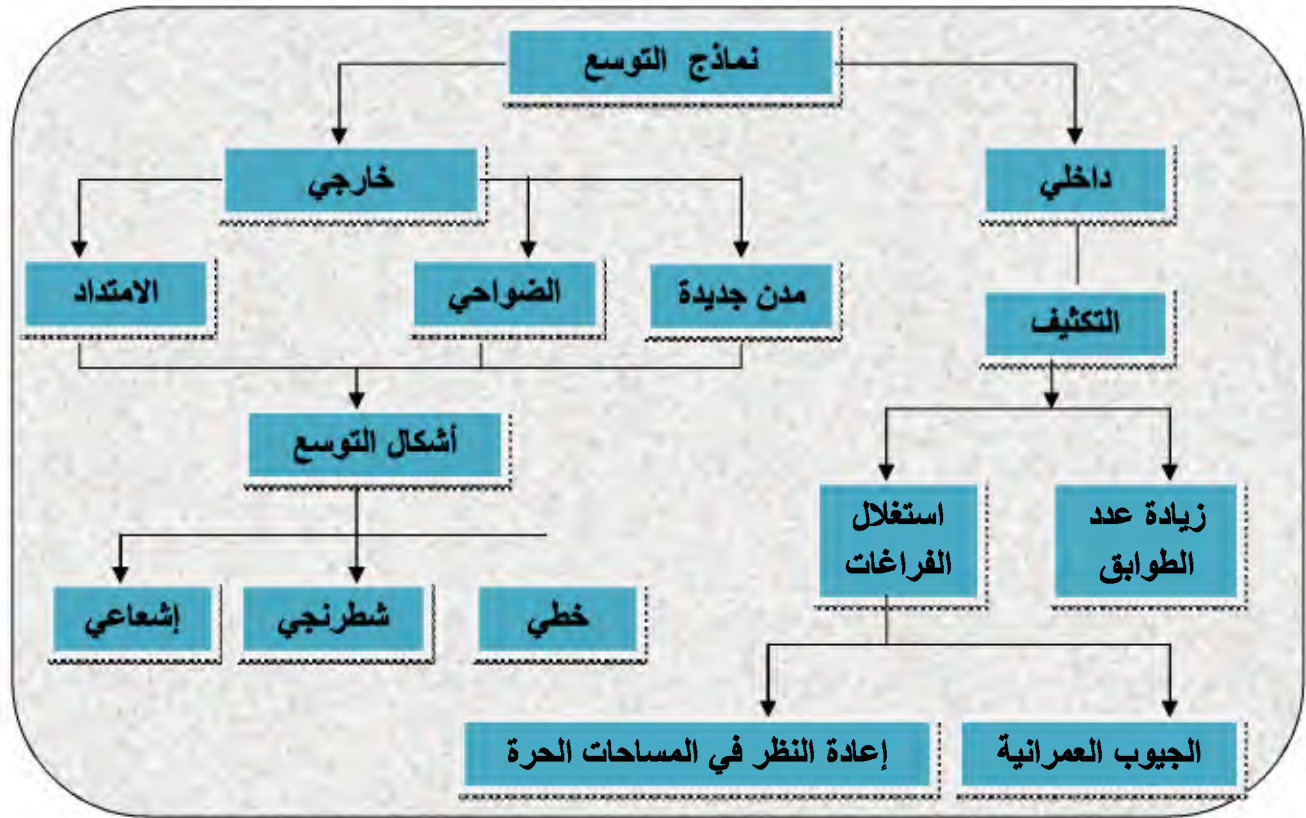 نماذج التوسع
داخلي
خارجي
مدن جديدة
الضواحي
الامتداد
التكثيف
أشكال التوسع
زيادة عدد
الطوابق
استغلال
الفراغات
خطي
شطرنجي
إشعاعي
الجيوب العمرانية
إعادة النظر في المساحات الحرة